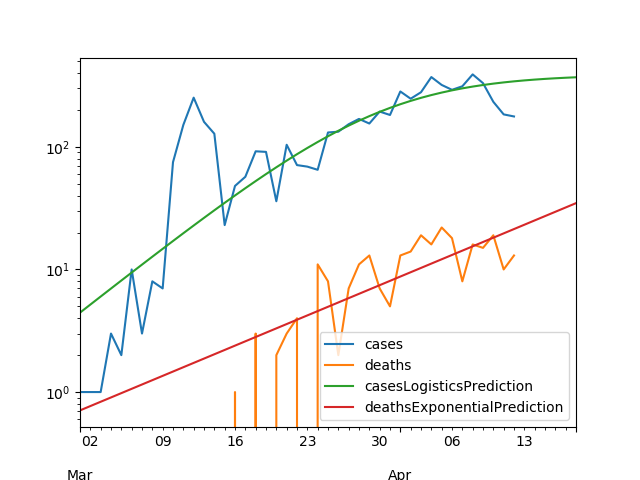 10²
10¹
10⁰
cases
deaths
casesLogisticsPrediction
deathsExponentialPrediction
02 09 16 23 30 06 13
Mar Apr